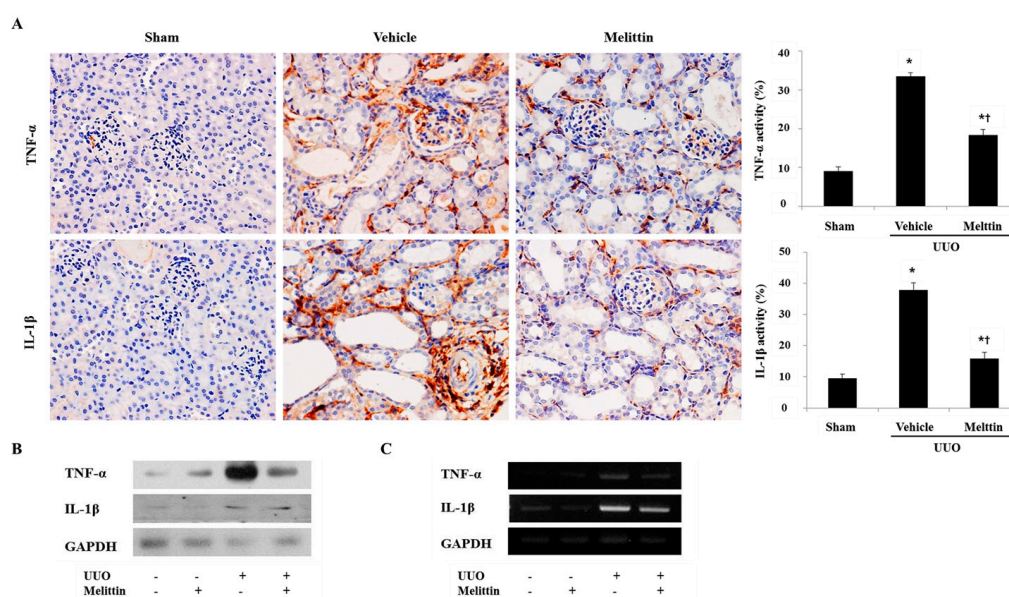 A
Sham
Vehicle
Melittin
TNF-α
IL-1β
TNF-α activity (%)
40
30
20
10
0
*
*†
Sham
Vehicle
Melttin
UUO
IL-1β activity (%)
50
40
30
20
10
0
*
*†
Sham
Vehicle
Melttin
UUO
B
TNF-α
IL-1β
GAPDH
UUO - - + +
Melittin - + - +
C
TNF-α
IL-1β
GAPDH
UUO - - + +
Melittin - + - +